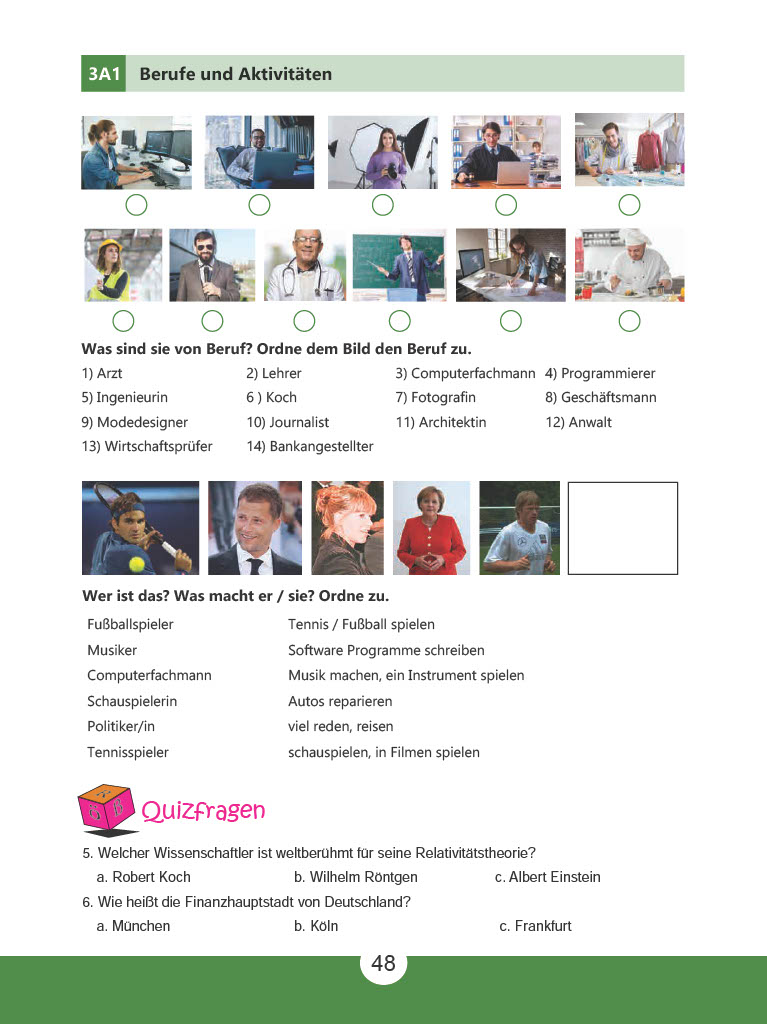 3A1 Berufe und Aktivitäten
Was sind sie von Beruf? Ordne dem Bild den Beruf zu.
1) Arzt 2) Lehrer 3) Computerfachmann 4) Programmierer
5) Ingenieurin 6 ) Koch 7) Fotografin 8) Geschäftsmann
9) Modedesigner 10) Journalist 11) Architektin 12) Anwalt
13) Wirtschaftsprüfer 14) Bankangestellter
Wer ist das? Was macht er / sie? Ordne zu.
Fußballspieler Tennis / Fußball spielen
Musiker Software Programme schreiben
Computerfachmann Musik machen, ein Instrument spielen
Schauspielerin Autos reparieren
Politiker/in viel reden, reisen
Tennisspieler schauspielen, in Filmen spielen
Quizfragen
5. Welcher Wissenschaftler ist weltberühmt für seine Relativitätstheorie?
a. Robert Koch b. Wilhelm Röntgen c. Albert Einstein
6. Wie heißt die Finanzhauptstadt von Deutschland?
a. München b. Köln c. Frankfurt
48